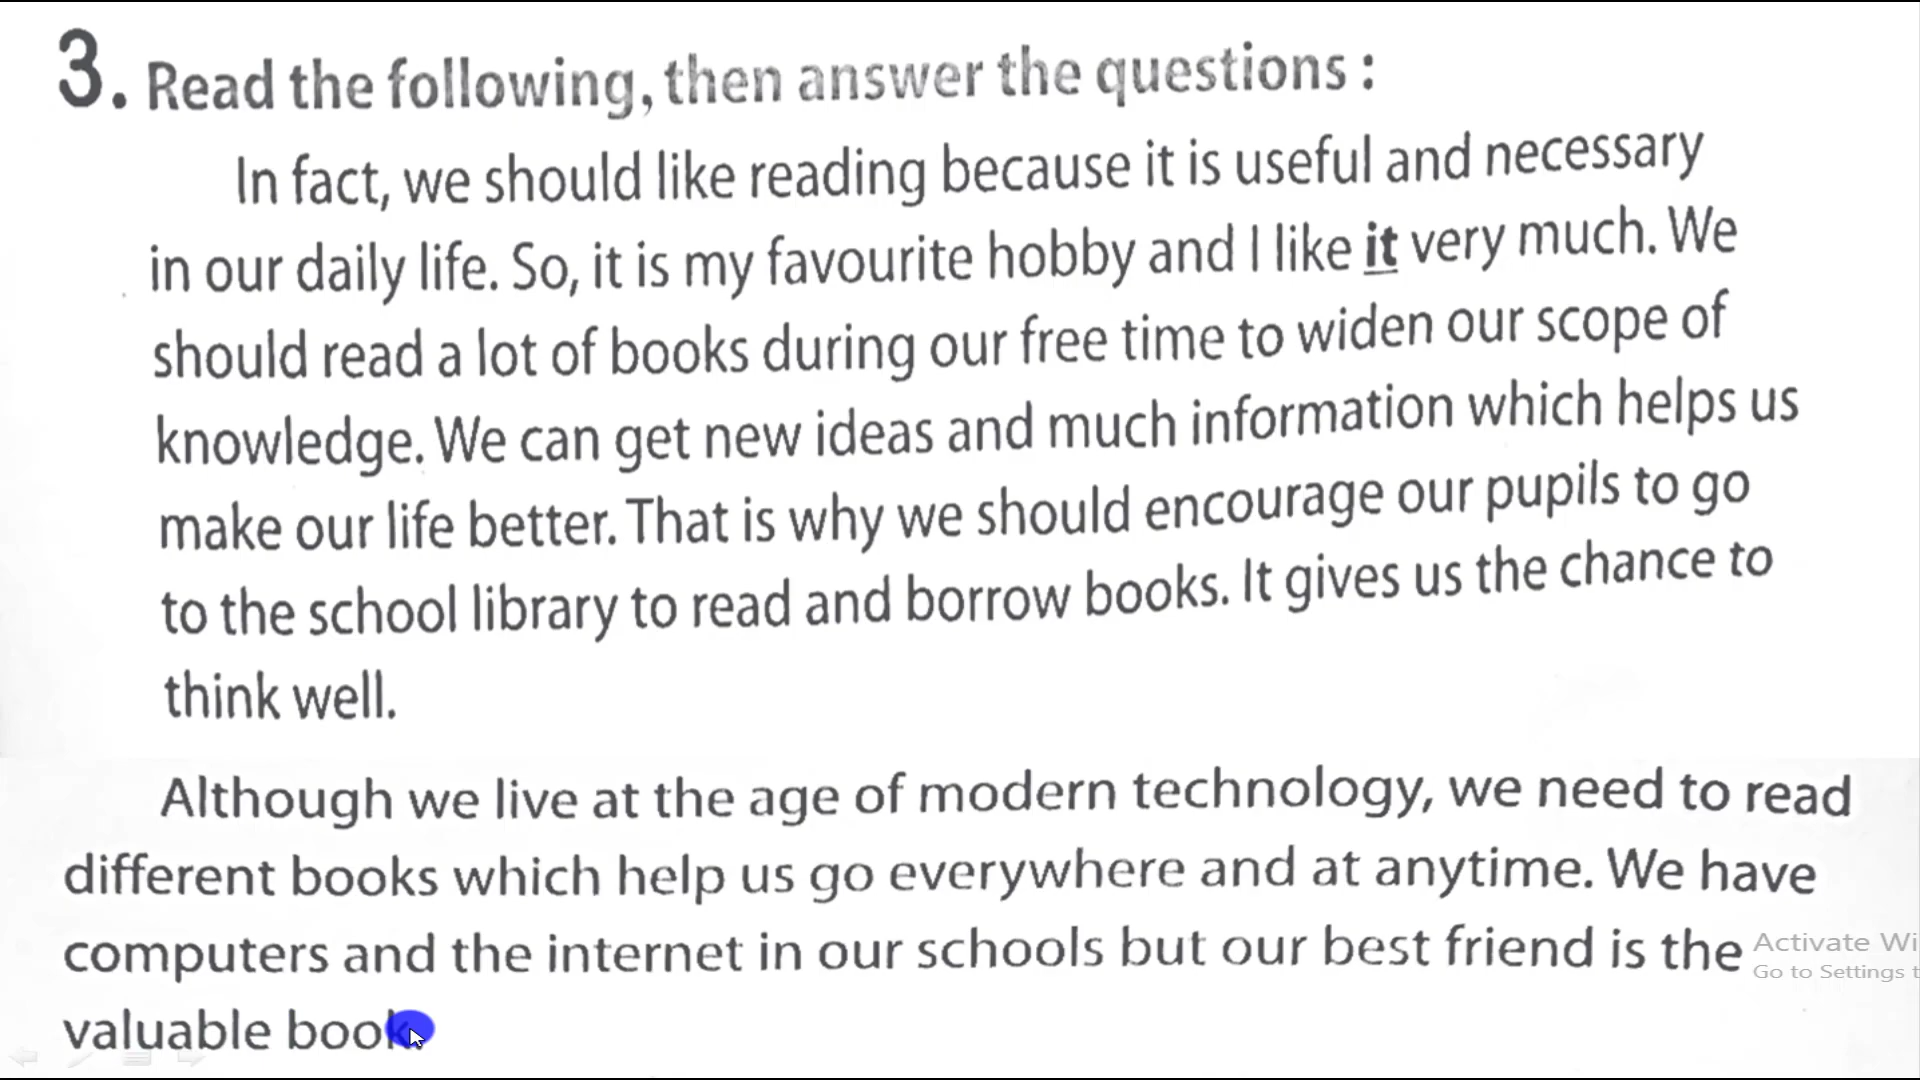 3. Read the following, then answer the questions :
In fact, we should like reading because it is useful and necessary
in our daily life. So, it is my favourite hobby and I like it very much. We
should read a lot of books during our free time to widen our scope of
knowledge. We can get new ideas and much information which helps us
make our life better. That is why we should encourage our pupils to go
to the school library to read and borrow books. It gives us the chance to
think well.
Although we live at the age of modern technology, we need to read
different books which help us go everywhere and at anytime. We have
computers and the internet in our schools but our best friend is the
valuable book.
Activate Wi
Go to Settings t